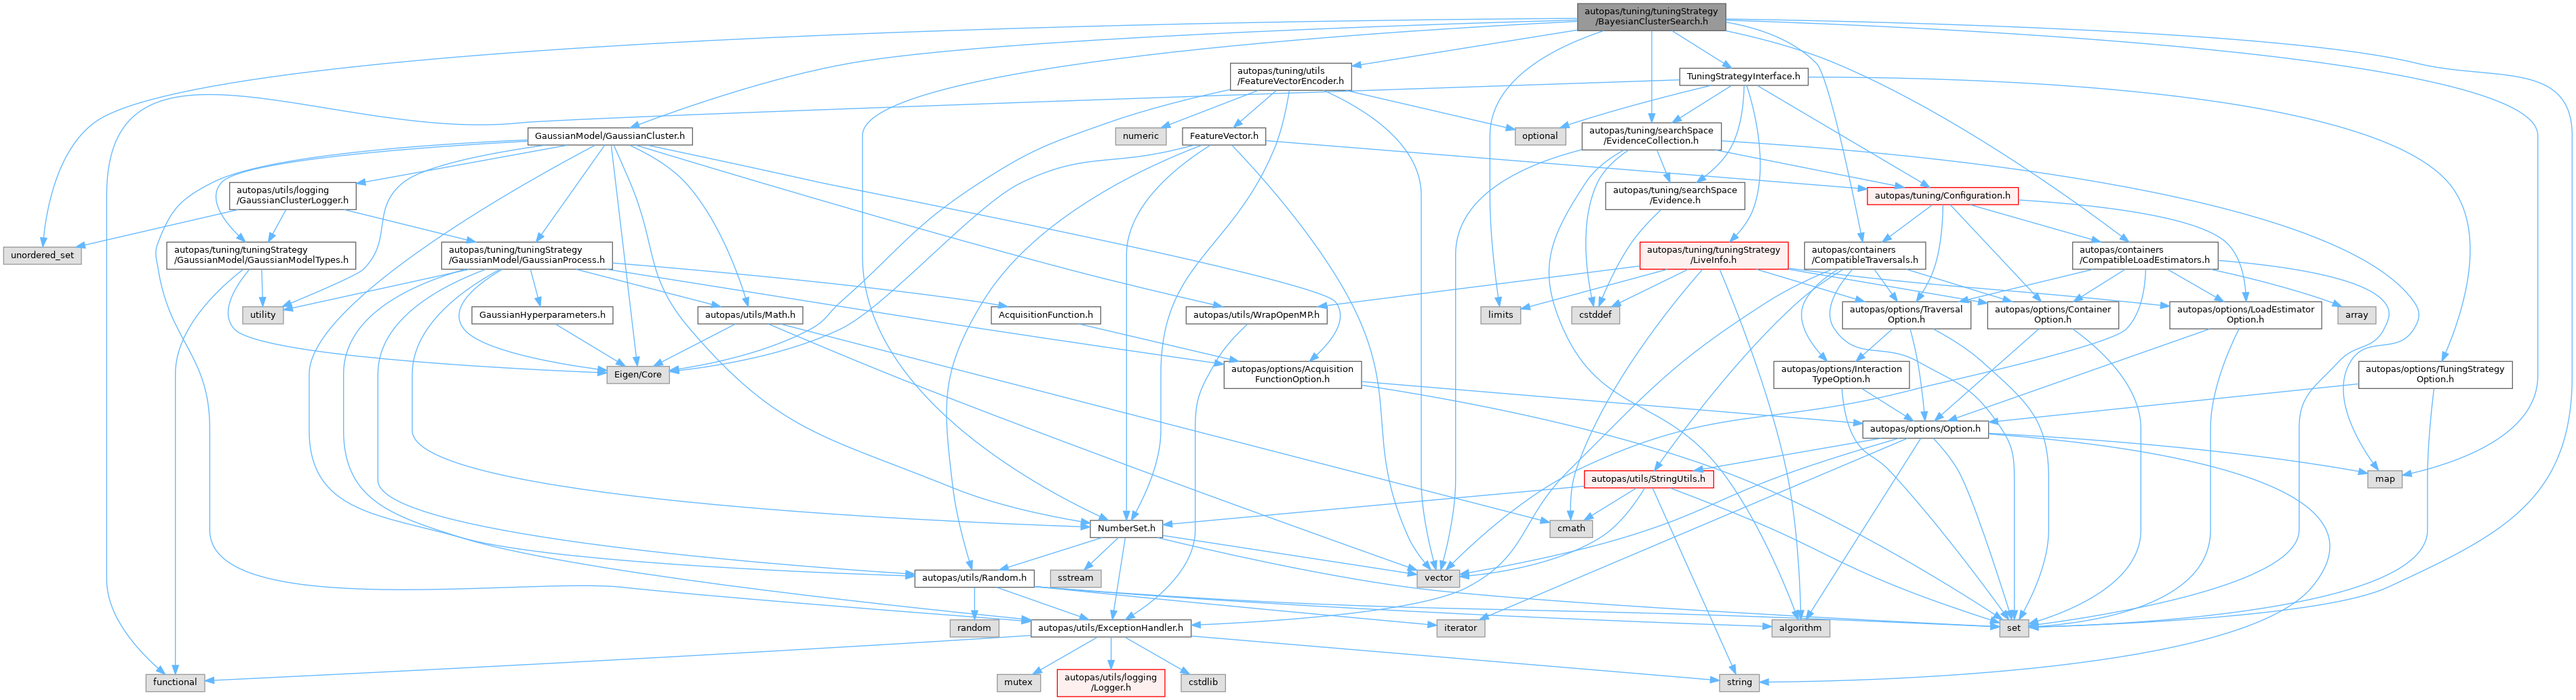 autopas/tuning/tuningStrategy
/BayesianClusterSearch.h
autopas/tuning/utils
/FeatureVectorEncoder.h
TuningStrategyInterface.h
GaussianModel/GaussianCluster.h
numeric
FeatureVector.h
optional
autopas/tuning/searchSpace
/EvidenceCollection.h
autopas/utils/logging
/GaussianClusterLogger.h
autopas/tuning/searchSpace
/Evidence.h
autopas/tuning/Configuration.h
unordered_set
autopas/tuning/tuningStrategy
/GaussianModel/GaussianModelTypes.h
autopas/tuning/tuningStrategy
/GaussianModel/GaussianProcess.h
autopas/tuning/tuningStrategy
/LiveInfo.h
autopas/containers
/CompatibleTraversals.h
autopas/containers
/CompatibleLoadEstimators.h
utility
GaussianHyperparameters.h
autopas/utils/Math.h
AcquisitionFunction.h
autopas/utils/WrapOpenMP.h
limits
cstddef
autopas/options/Traversal
Option.h
autopas/options/Container
Option.h
autopas/options/LoadEstimator
Option.h
array
Eigen/Core
autopas/options/Acquisition
FunctionOption.h
autopas/options/Interaction
TypeOption.h
autopas/options/TuningStrategy
Option.h
autopas/options/Option.h
autopas/utils/StringUtils.h
map
NumberSet.h
cmath
autopas/utils/Random.h
sstream
vector
random
autopas/utils/ExceptionHandler.h
iterator
algorithm
set
functional
mutex
autopas/utils/logging
/Logger.h
cstdlib
string